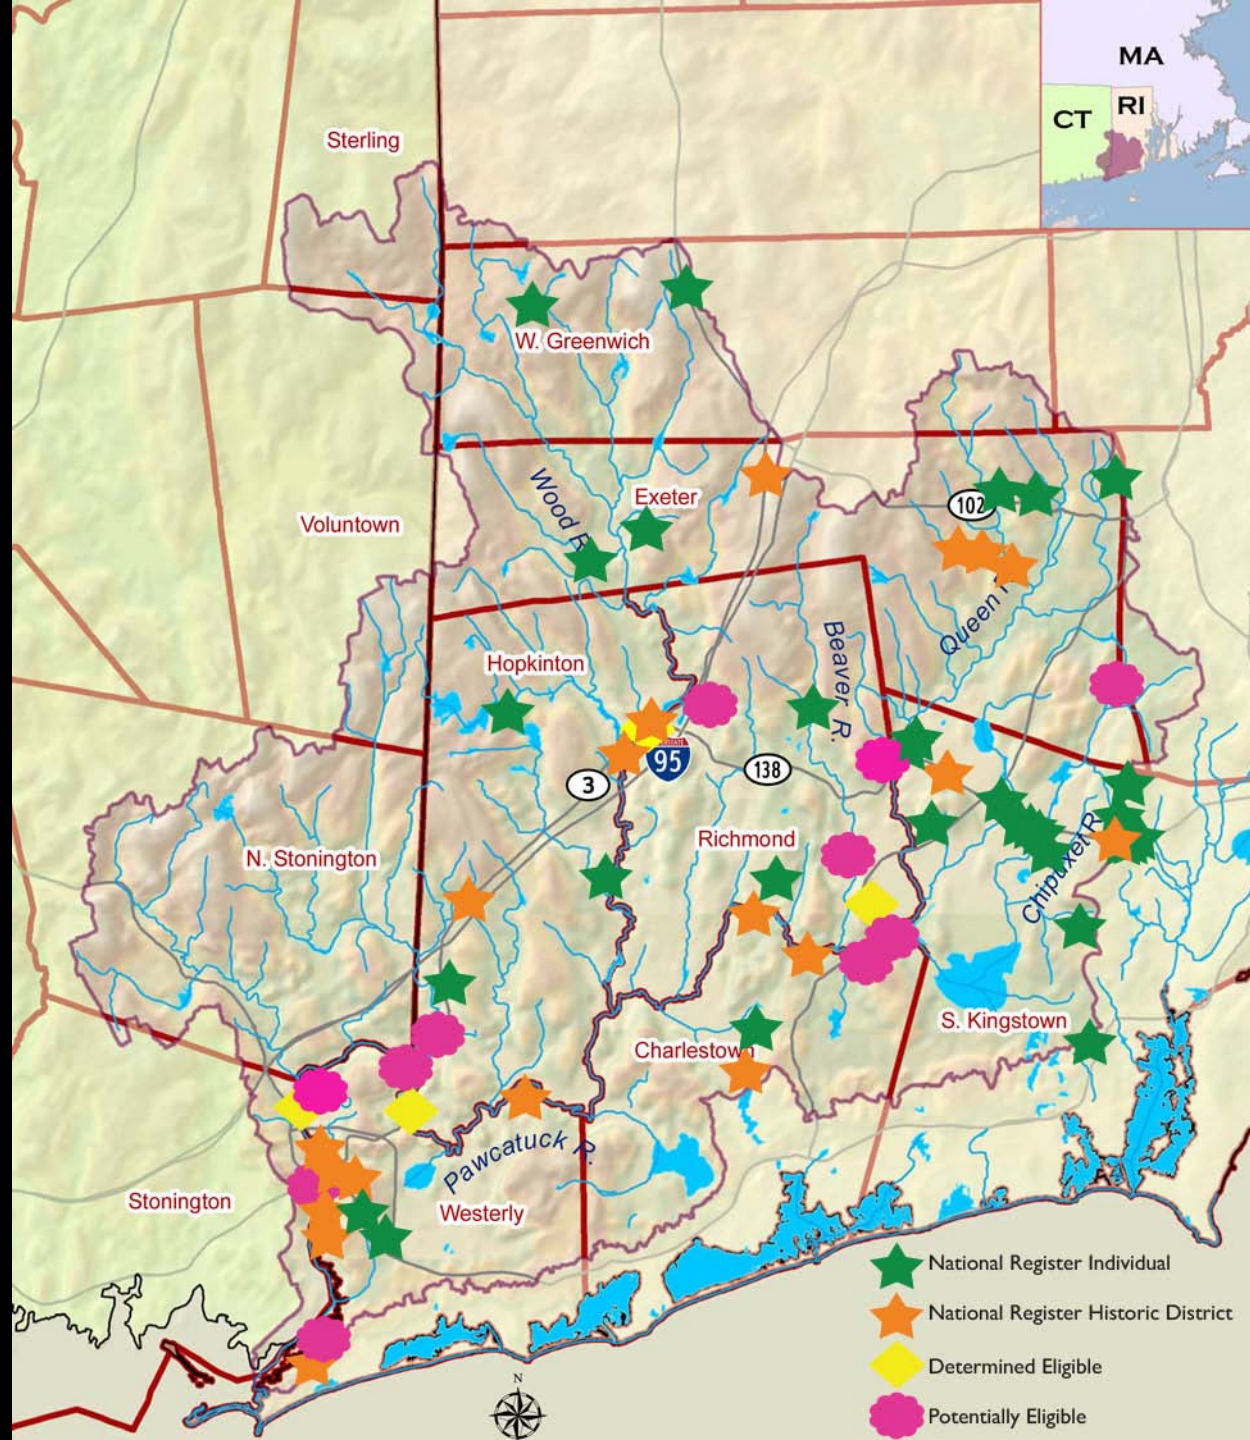 MA
RI
CT
Sterling
W. Greenwich
Wood R.
Exeter
102
Voluntown
Queen
Beaver R.
Hopkinton
95
3
138
Richmond
N. Stonington
Chipuxet R.
S. Kingstown
Charlestown
Pawcatuck R.
Stonington
Westerly
National Register Individual
National Register Historic District
Determined Eligible
Potentially Eligible
N